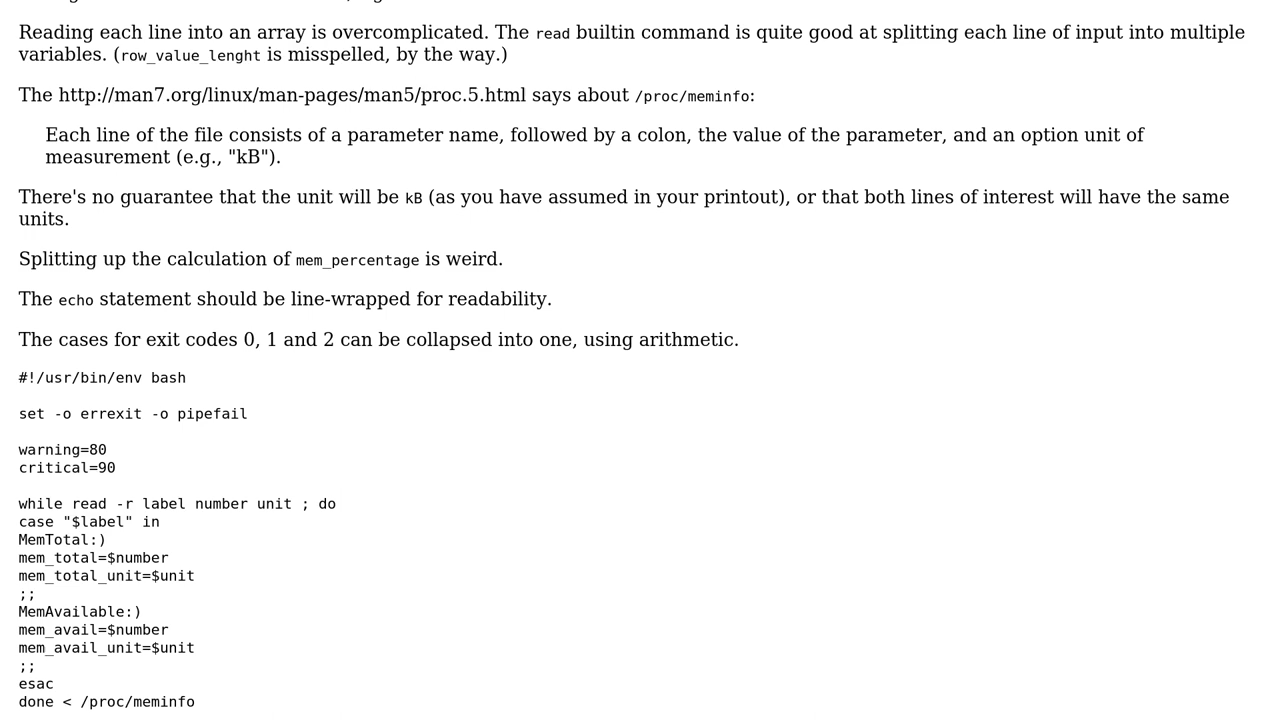 Reading each line into an array is overcomplicated. The read builtin command is quite good at splitting each line of input into multiple
variables. (row_value_lenght is misspelled, by the way.)
The http://man7.org/linux/man-pages/man5/proc.5.html says about /proc/meminfo:
Each line of the file consists of a parameter name, followed by a colon, the value of the parameter, and an option unit of
measurement (e.g., "kB").
There's no guarantee that the unit will be kB (as you have assumed in your printout), or that both lines of interest will have the same
units.
Splitting up the calculation of mem_percentage is weird.
The echo statement should be line-wrapped for readability.
The cases for exit codes 0, 1 and 2 can be collapsed into one, using arithmetic.
#!/usr/bin/env bash
set -o errexit -o pipefail
warning=80
critical=90
while read -r label number unit ; do
case "$label" in
MemTotal:)
mem_total=$number
mem_total_unit=$unit
;;
MemAvailable:)
mem_avail=$number
mem_avail_unit=$unit
;;
esac
done < /proc/meminfo